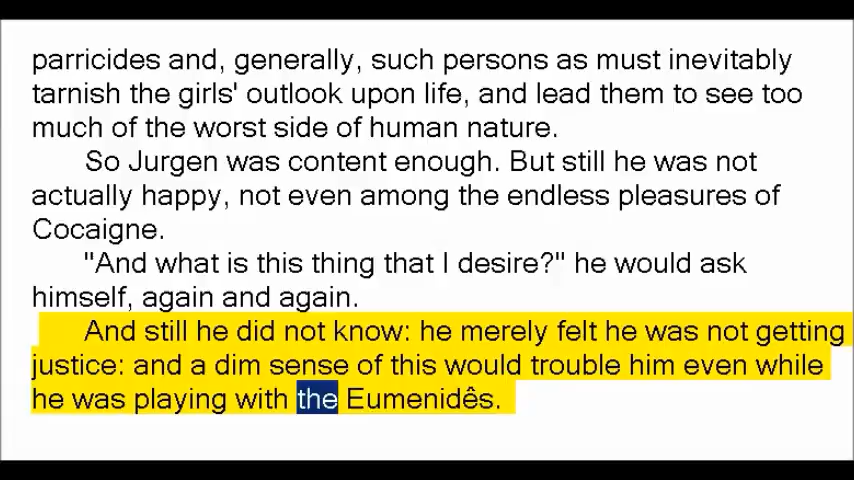 parricides and, generally, such persons as must inevitably
tarnish the girls' outlook upon life, and lead them to see too
much of the worst side of human nature.
So Jurgen was content enough. But still he was not
actually happy, not even among the endless pleasures of
Cocaigne.
"And what is this thing that I desire?" he would ask
himself, again and again.
And still he did not know: he merely felt he was not getting
justice: and a dim sense of this would trouble him even while
he was playing with the Eumenidês.